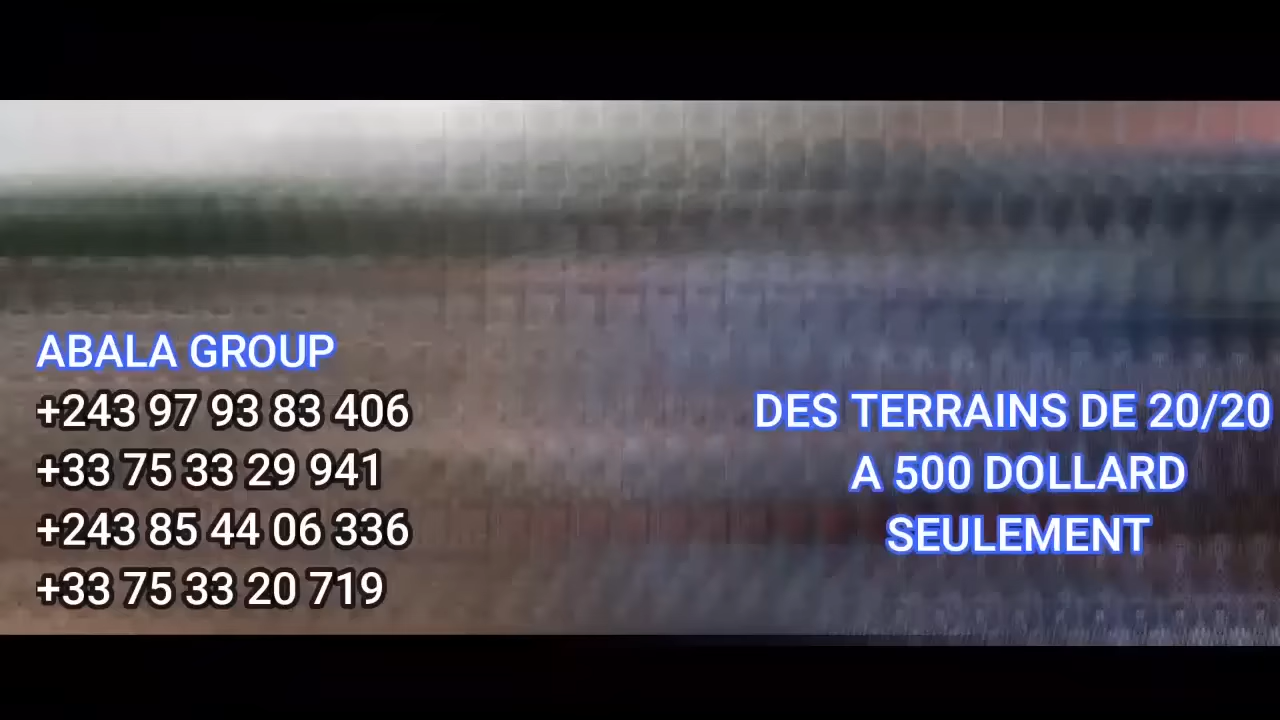 ABALA GROUP
+243 97 93 83 406
+33 75 33 29 941
+243 85 44 06 336
+33 75 33 20 719
DES TERRAINS DE 20/20
A 500 DOLLARD
SEULEMENT